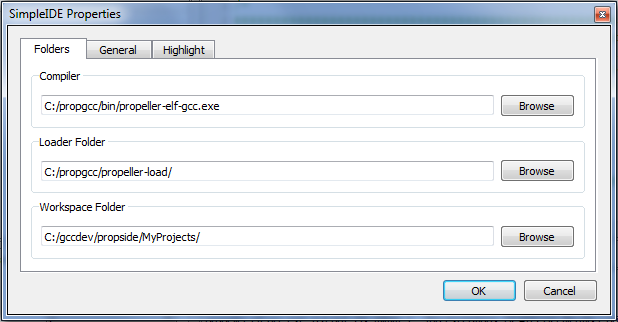 SimpleIDE Properties
Folders General Highlight
Compiler
C:/propgcc/bin/propeller-elf-gcc.exe Browse
Loader Folder
C:/propgcc/propeller-load/ Browse
Workspace Folder
C:/gccdev/propside/MyProjects/ Browse
OK Cancel